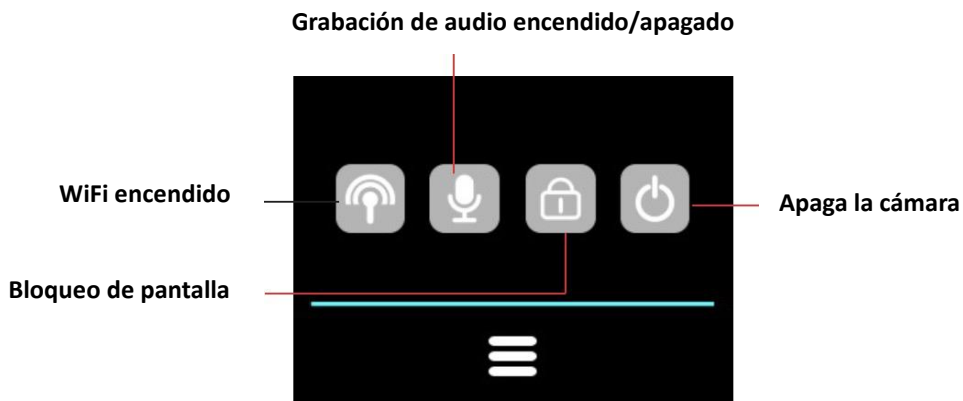 Grabación de audio encendido/apagado
WiFi encendido
Apaga la cámara
Bloqueo de pantalla